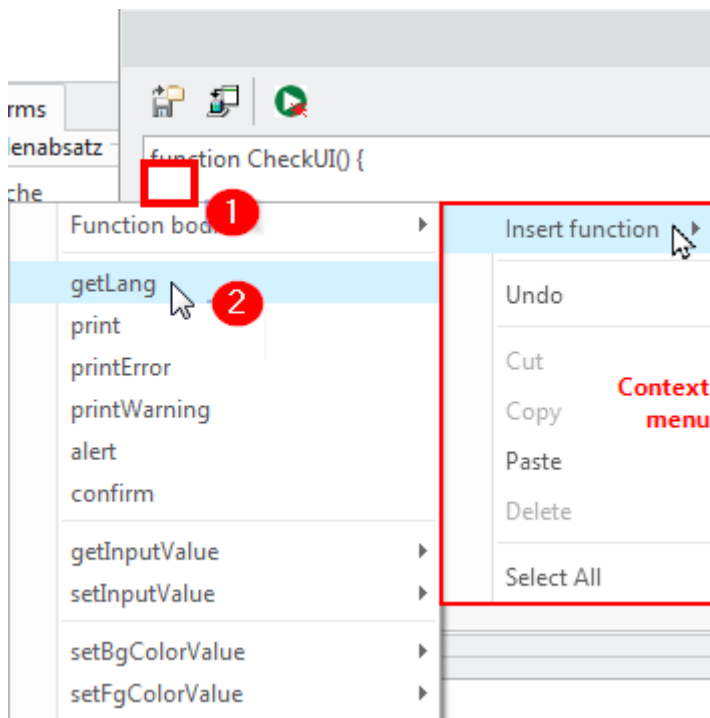 rms
lenabsatz
che
function CheckUI() {
1
Function bod
getLang
2
print
printError
printWarning
alert
confirm
getInputValue
setInputValue
setBgColorValue
setFgColorValue
Insert function
Undo
Cut
Copy
Paste
Delete
Select All
Context
menu